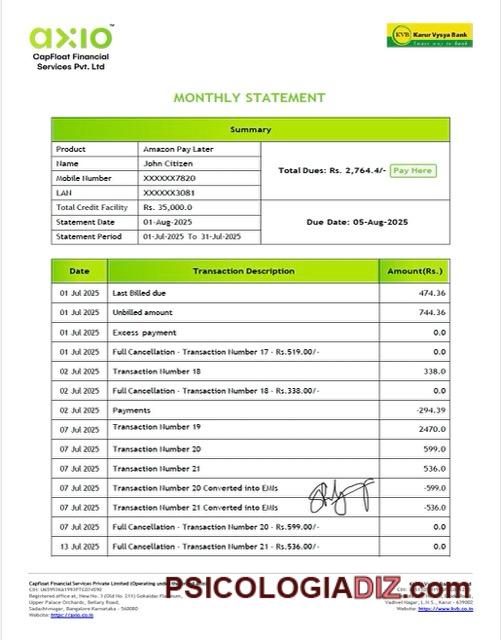 axio™
CapFloat Financial
Services Pvt. Ltd
KVB Karur Vysya Bank
Smart way to Bank
MONTHLY STATEMENT
Summary
Product Amazon Pay Later
Name John Citizen
Mobile Number XXXXXX7820
LAN XXXXXX3081
Total Credit Facility Rs. 35,000.0
Statement Date 01-Aug-2025
Statement Period 01-Jul-2025 To 31-Jul-2025
Total Dues: Rs. 2,764.4/- Pay Here
Due Date: 05-Aug-2025
Date Transaction Description Amount(Rs.)
01 Jul 2025 Last Billed due 474.36
01 Jul 2025 Unbilled amount 744.36
01 Jul 2025 Excess payment 0.0
01 Jul 2025 Full Cancellation - Transaction Number 17 - Rs.519.00/- 0.0
02 Jul 2025 Transaction Number 18 338.0
02 Jul 2025 Full Cancellation - Transaction Number 18 - Rs.338.00/- 0.0
02 Jul 2025 Payments -294.39
07 Jul 2025 Transaction Number 19 2470.0
07 Jul 2025 Transaction Number 20 599.0
07 Jul 2025 Transaction Number 21 536.0
07 Jul 2025 Transaction Number 20 Converted into EMIs -599.0
07 Jul 2025 Transaction Number 21 Converted into EMIs -536.0
07 Jul 2025 Full Cancellation - Transaction Number 20 - Rs.599.00/- 0.0
13 Jul 2025 Full Cancellation - Transaction Number 21 - Rs.536.00/- 0.0
Capfloat Financial Services Private Limited (Operating under
Registered at, New No. 3 (Old No. 211) Gokaldas
Upper Palace Orchards, Bellary Road,
Sadashivnagar, Bangalore Karnataka - 560080
Website: https://axio.co.in
Vadivel Nagar, L.N.S., Karur - 639002
Website: https://www.kvb.co.in
PSICOLOGIADIZ.com